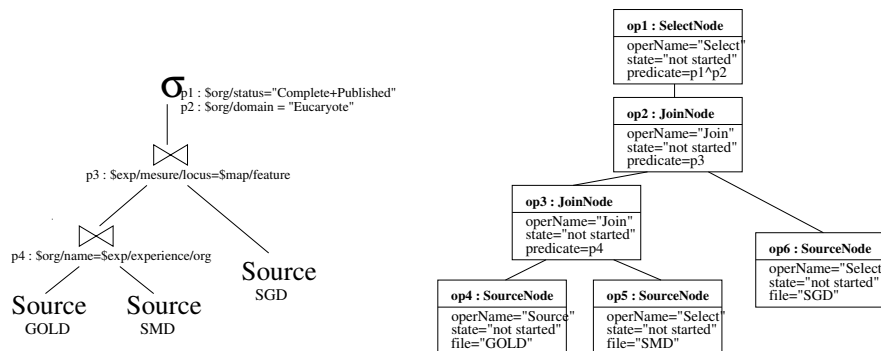 σ
p1 : $org/status="Complete+Published"
p2 : $org/domain = "Eucaryote"
p3 : $exp/mesure/locus=$map/feature
p4 : $org/name=$exp/experience/org
Source
GOLD
Source
SMD
Source
SGD
op1 : SelectNode
operName="Select"
state="not started"
predicate=p1^p2
op2 : JoinNode
operName="Join"
state="not started"
predicate=p3
op3 : JoinNode
operName="Join"
state="not started"
predicate=p4
op6 : SourceNode
operName="Select"
state="not started"
file="SGD"
op4 : SourceNode
operName="Source"
state="not started"
file="GOLD"
op5 : SourceNode
operName="Select"
state="not started"
file="SMD"